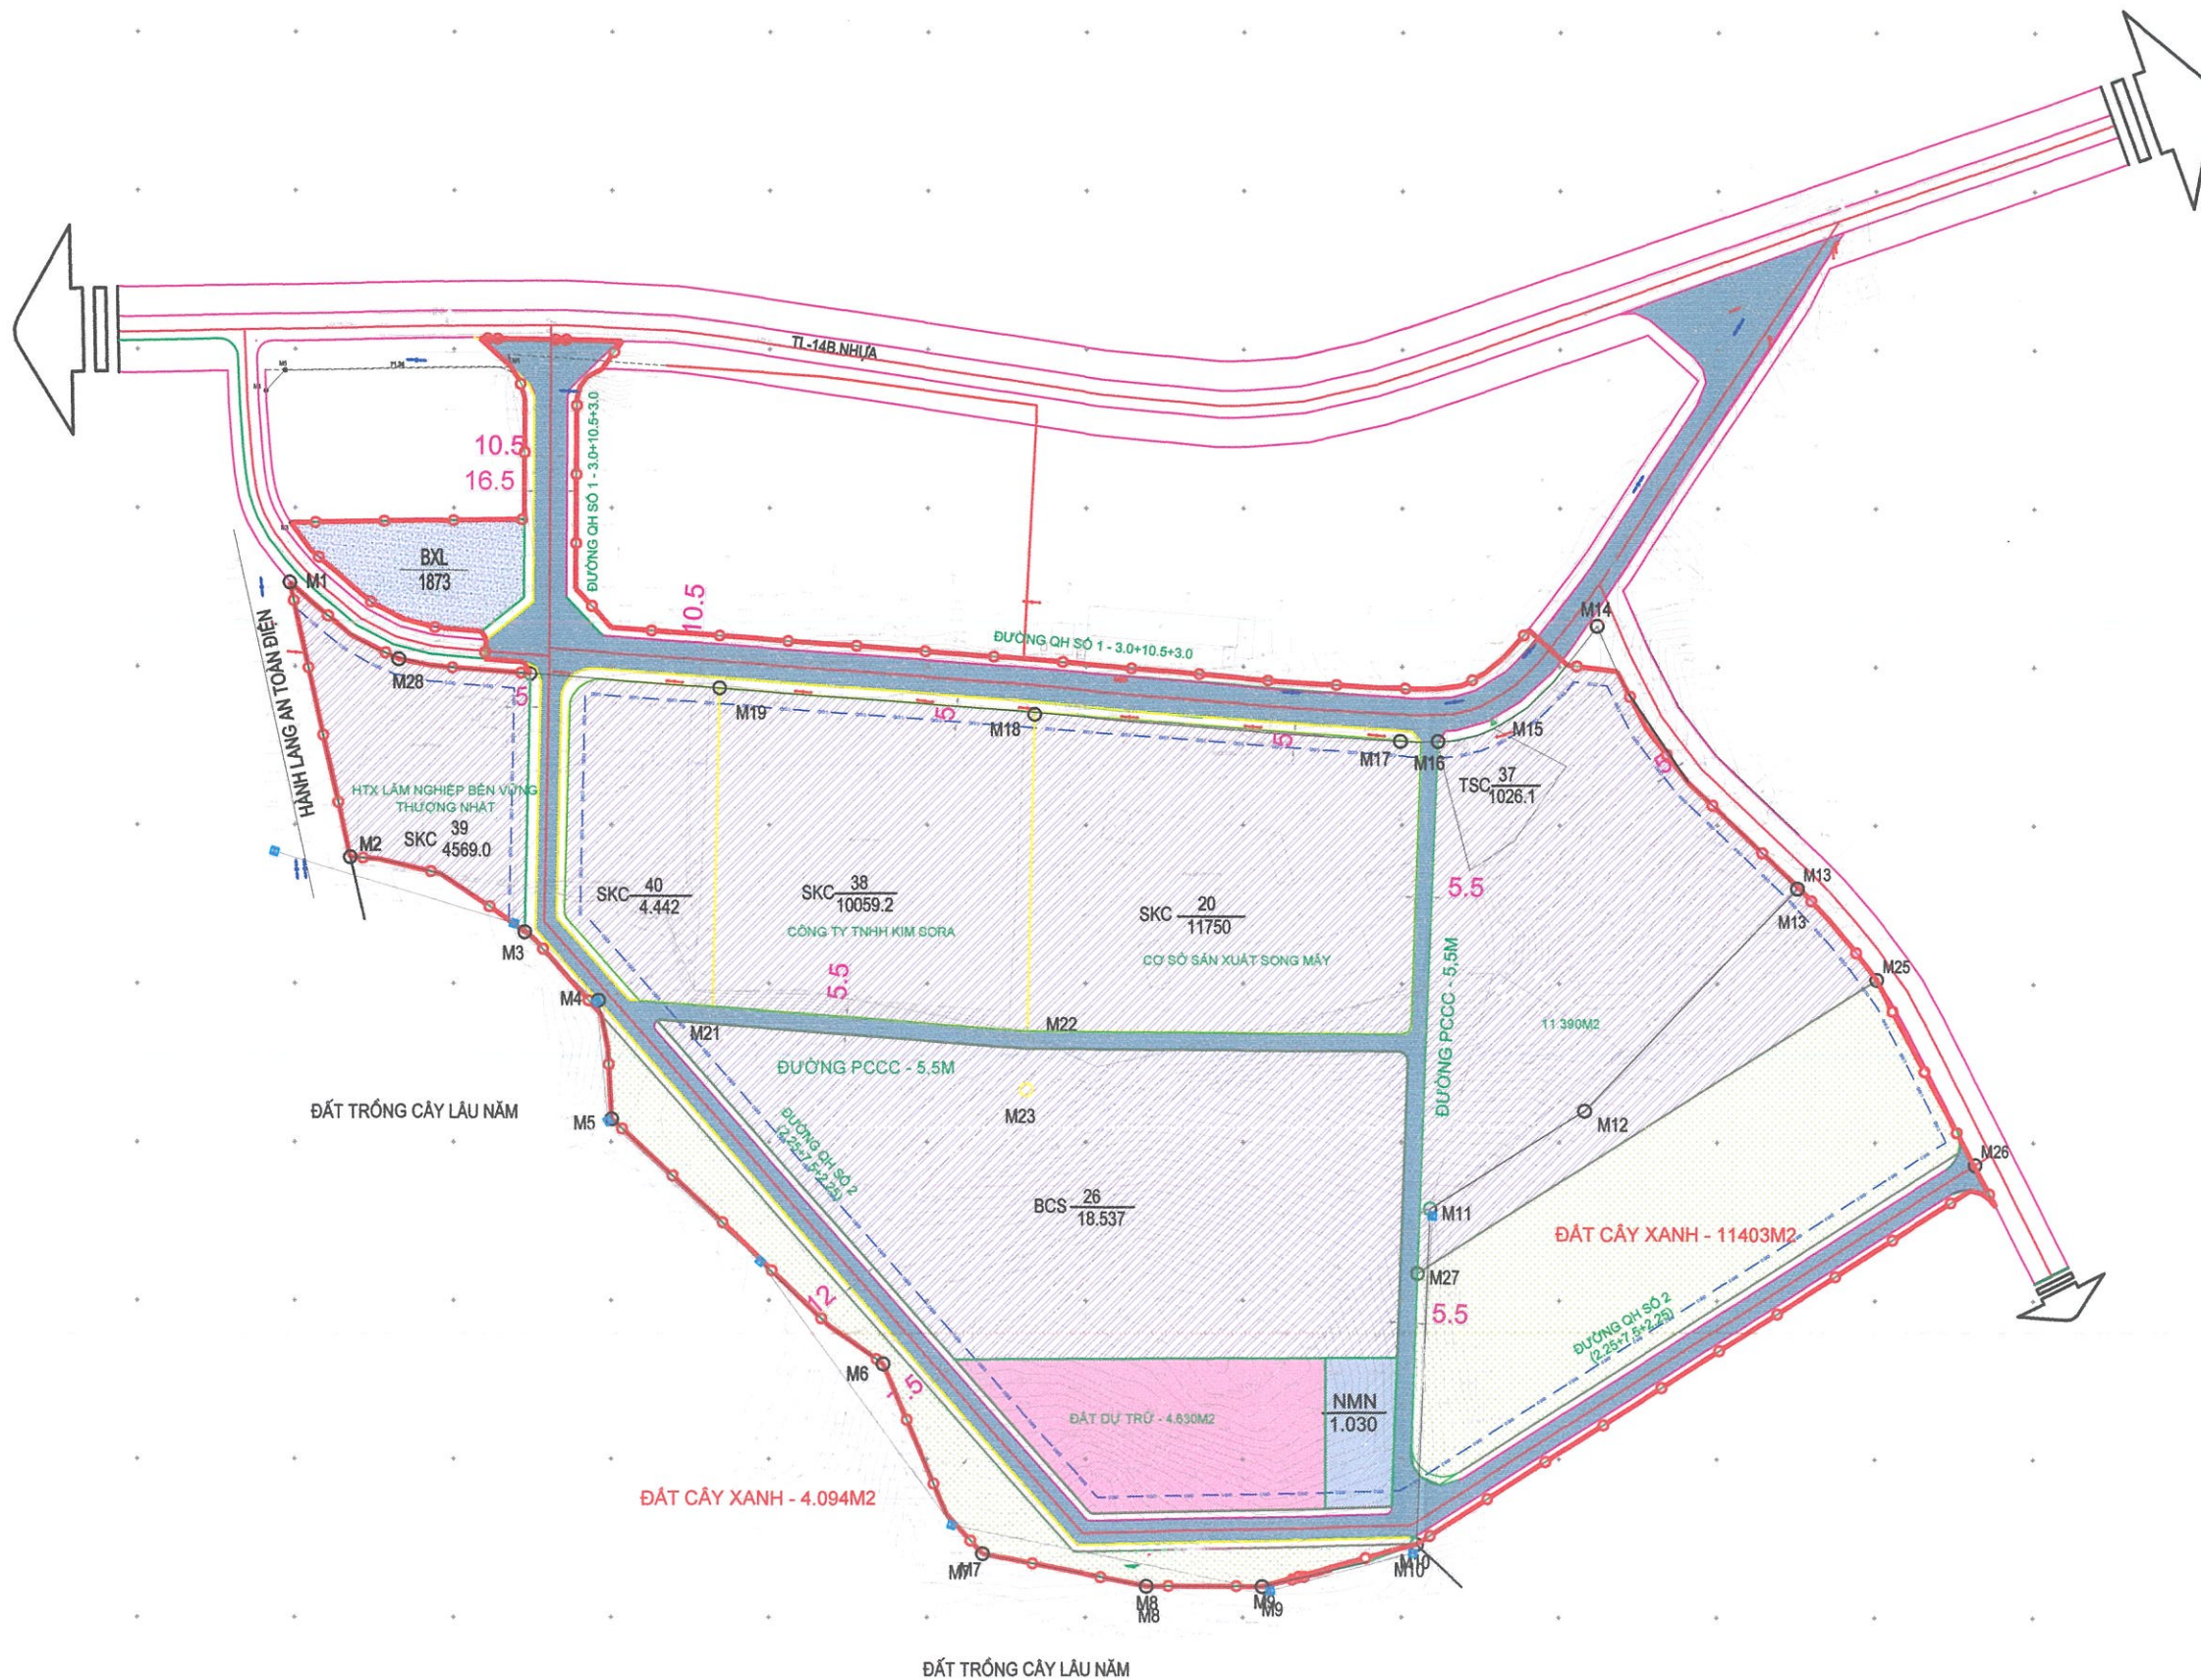 TL-14B.NHỰA
10.5
16.5
ĐƯỜNG QH SỐ 1 - 3.0+10.5+3.0
BXL
1873
M1
HÀNH LANG AN TOÀN ĐIỆN
10.5
ĐƯỜNG QH SỐ 1 - 3.0+10.5+3.0
M14
M28
5
M19
M18
5
5
M17
M16
M15
5
TSC 37
1026.1
HTX LÂM NGHIỆP BỀN VỮNG
THƯỢNG NHẬT
SKC 39
4569.0
M2
M3
SKC 40
4.442
SKC 38
10059.2
CÔNG TY TNHH KIM SORA
SKC 20
11750
CƠ SỞ SẢN XUẤT SONG MÂY
5.5
5.5
ĐƯỜNG PCCC - 5,5M
M13
M13
M25
11.390M2
M4
M21
M22
ĐƯỜNG PCCC - 5,5M
M23
M5
ĐẤT TRỒNG CÂY LÂU NĂM
ĐƯỜNG QH SỐ 2
(2.25+7.5+2.25)
M12
M26
BCS 26
18.537
M11
ĐẤT CÂY XANH - 11403M2
M27
5.5
ĐƯỜNG QH SỐ 2
(2.25+7.5+2.25)
12
M6
ĐẤT DỰ TRỮ - 4.630M2
NMN
1.030
ĐẤT CÂY XANH - 4.094M2
M7
M8
M8
M9
M9
M10
M10
ĐẤT TRỒNG CÂY LÂU NĂM